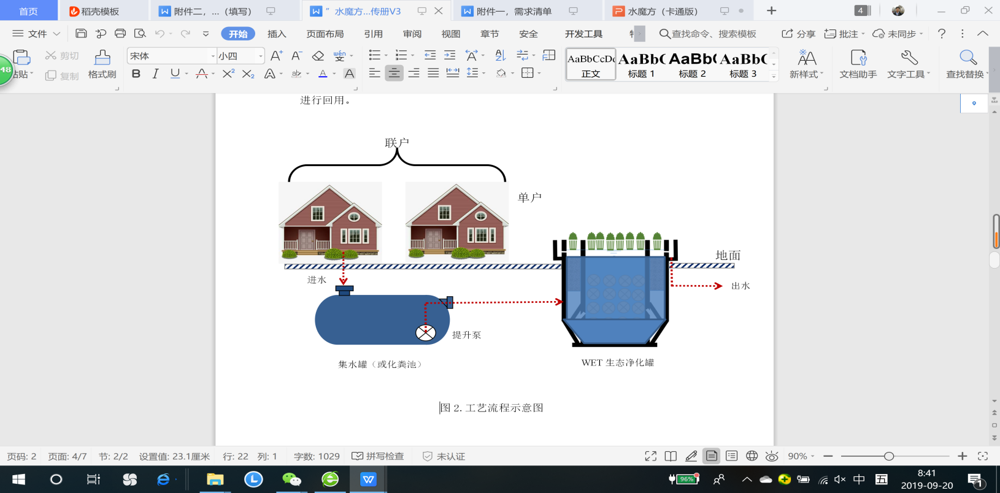 首页
稻壳模板
附件二，...（填写）
“ 水魔方...传册V3
附件一，需求清单
水魔方（卡通版）
4
文件
开始
插入
页面布局
引用
审阅
视图
章节
安全
开发工具
查找命令、搜索模板
分享
批注
未同步
48
剪切
复制
格式刷
宋体
小四
wén
文
AaBbCcDc
正文
AaBb(
标题 1
AaBb(
标题 2
AaBb(
标题 3
新样式
文档助手
文字工具
查找替换
进行回用。
联户
单户
地面
进水
出水
提升泵
集水罐（或化粪池）
WET 生态净化罐
图 2. 工艺流程示意图
页码: 2
页面: 4/7
节: 2/2
设置值: 23.1厘米
行: 22
列: 1
字数: 1029
拼写检查
未认证
90%
96%
中
五
8:41
2019-09-20
1